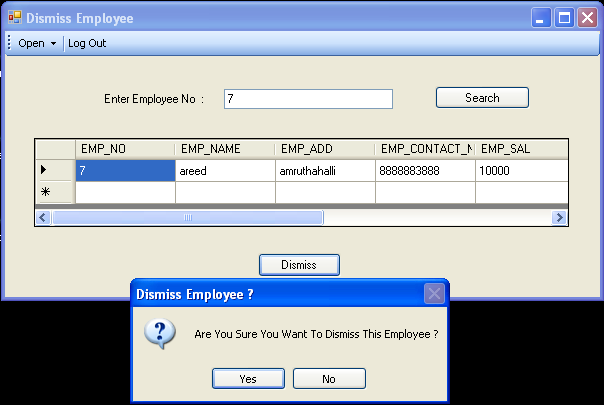 Dismiss Employee
Open Log Out
Enter Employee No : 7 Search
EMP_NO EMP_NAME EMP_ADD EMP_CONTACT_N EMP_SAL
7 areed amruthahalli 8888883888 10000
Dismiss
Dismiss Employee ?
Are You Sure You Want To Dismiss This Employee ?
Yes No